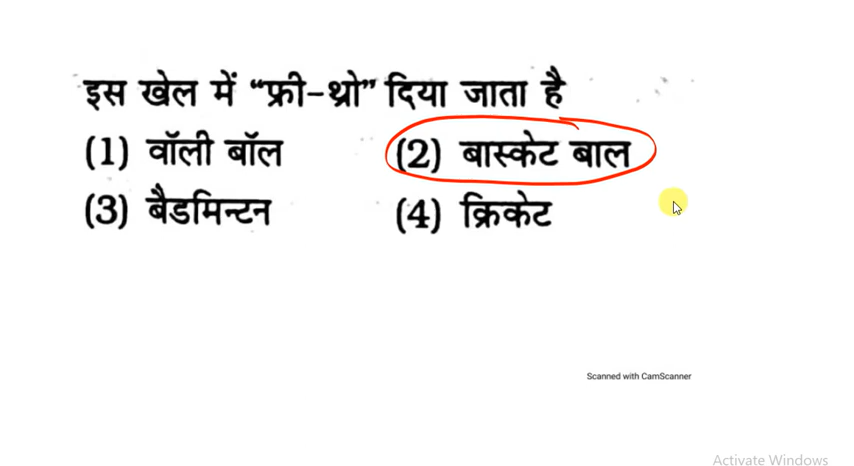 इस खेल में “फ्री-थ्रो” दिया जाता है
(1) वॉली बॉल (2) बास्केट बाल
(3) बैडमिन्टन (4) क्रिकेट
Scanned with CamScanner
Activate Windows